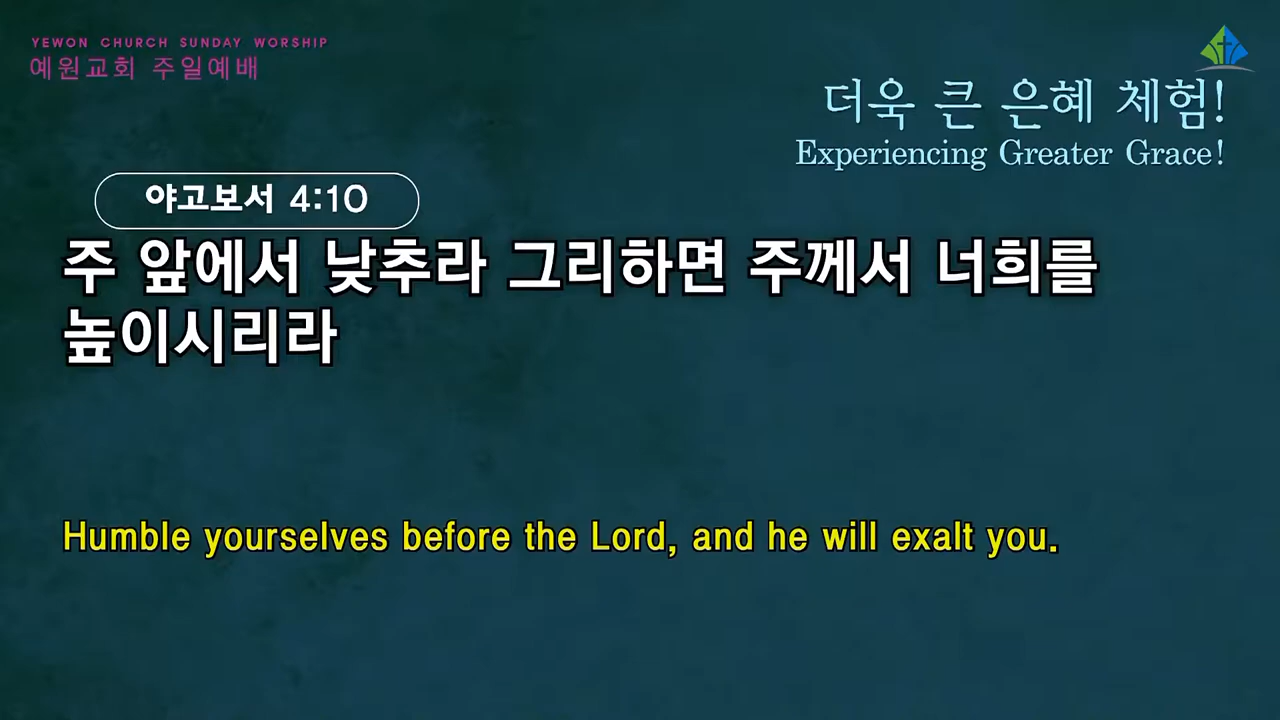 YEWON CHURCH SUNDAY WORSHIP
예원교회 주일예배
더욱 큰 은혜 체험!
Experiencing Greater Grace!
야고보서 4:10
주 앞에서 낮추라 그리하면 주께서 너희를
높이시리라
Humble yourselves before the Lord, and he will exalt you.